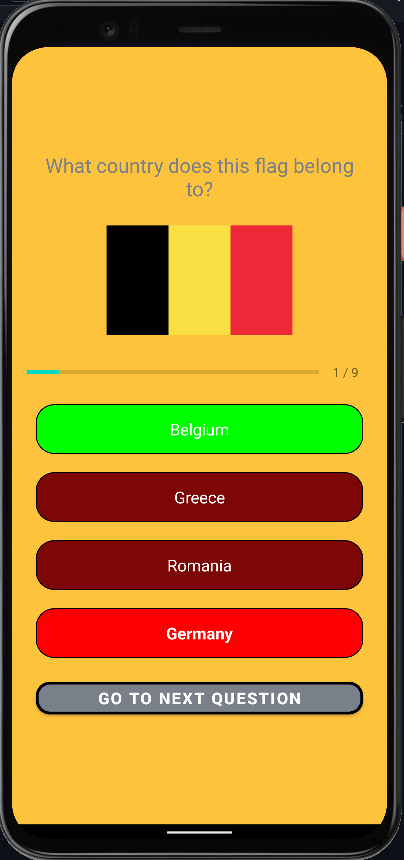 What country does this flag belong
to?
1 / 9
Belgium
Greece
Romania
Germany
GO TO NEXT QUESTION